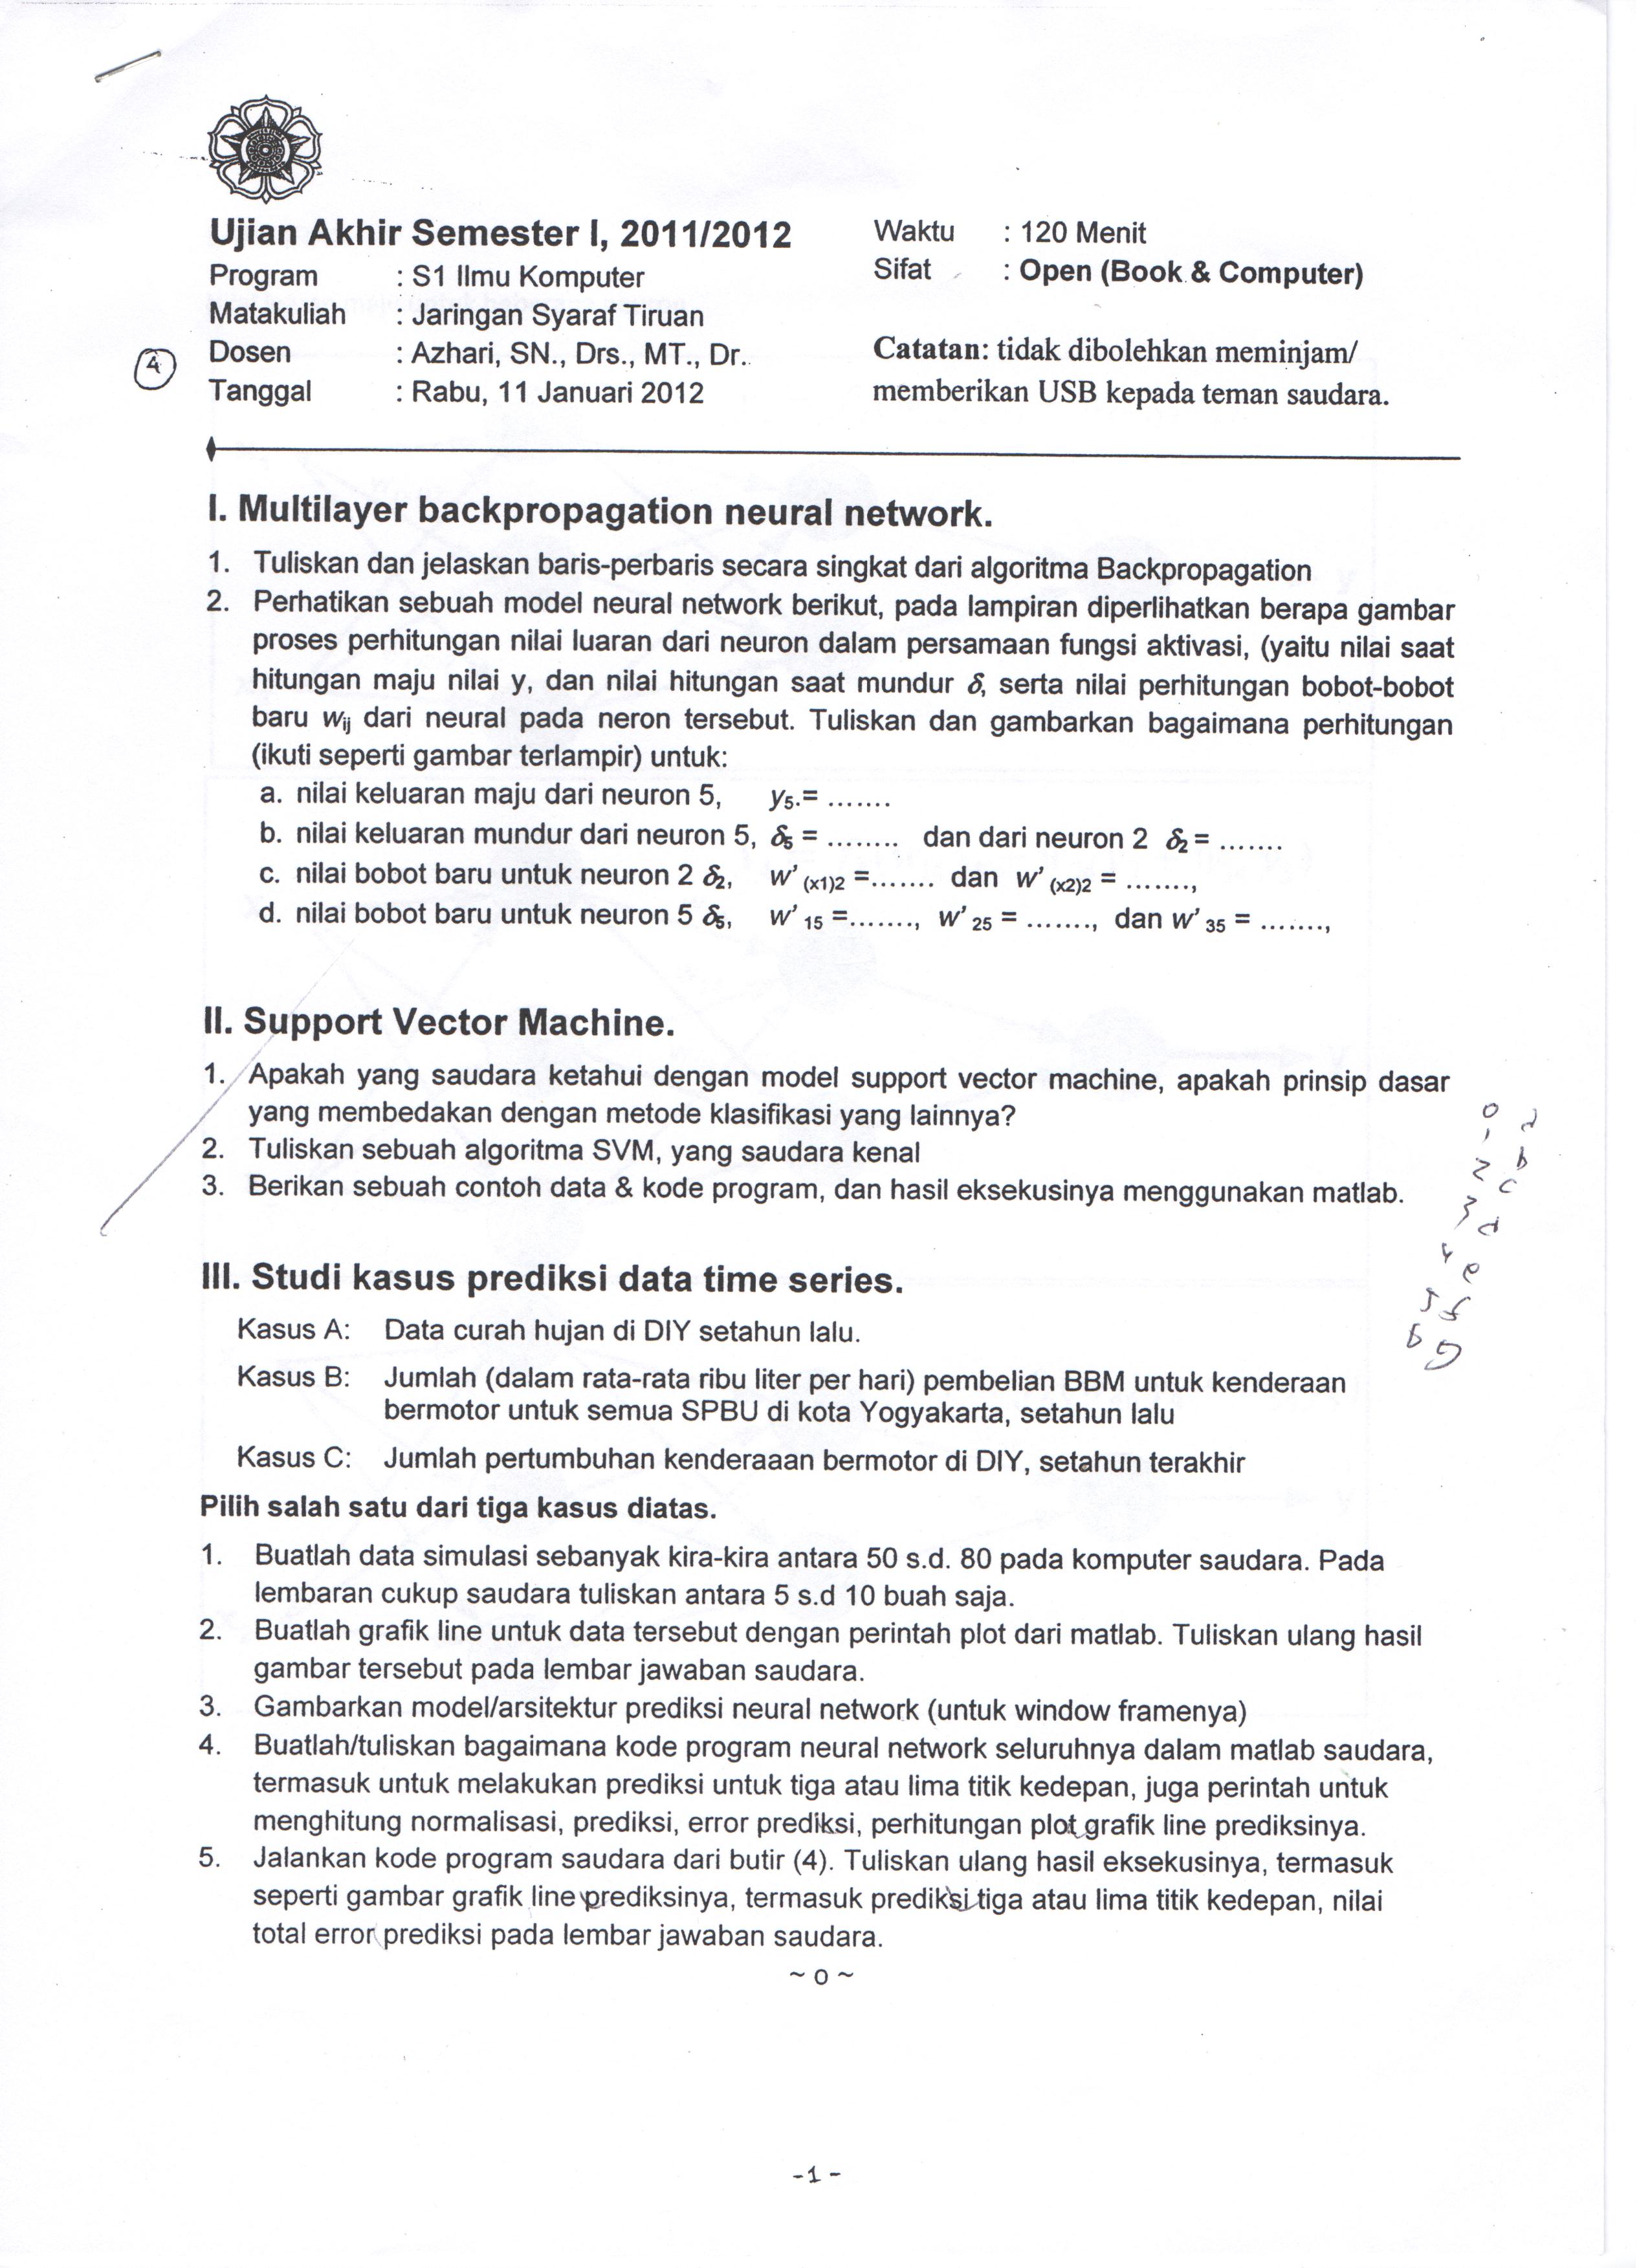 Ujian Akhir Semester I, 2011/2012
Program : S1 Ilmu Komputer
Matakuliah : Jaringan Syaraf Tiruan
Dosen : Azhari, SN., Drs., MT., Dr.
Tanggal : Rabu, 11 Januari 2012
4
Waktu : 120 Menit
Sifat : Open (Book & Computer)
Catatan: tidak dibolehkan meminjam/
memberikan USB kepada teman saudara.
I. Multilayer backpropagation neural network.
1. Tuliskan dan jelaskan baris-perbaris secara singkat dari algoritma Backpropagation
2. Perhatikan sebuah model neural network berikut, pada lampiran diperlihatkan berapa gambar
proses perhitungan nilai luaran dari neuron dalam persamaan fungsi aktivasi, (yaitu nilai saat
hitungan maju nilai y, dan nilai hitungan saat mundur δ, serta nilai perhitungan bobot-bobot
baru wij dari neural pada neron tersebut. Tuliskan dan gambarkan bagaimana perhitungan
(ikuti seperti gambar terlampir) untuk:
a. nilai keluaran maju dari neuron 5, y5.= .......
b. nilai keluaran mundur dari neuron 5, δ5 = ........ dan dari neuron 2 δ2 = .......
c. nilai bobot baru untuk neuron 2 δ2, w' (x1)2 =....... dan w' (x2)2 = .......,
d. nilai bobot baru untuk neuron 5 δ5, w' 15 =......., w' 25 = ......., dan w' 35 = .......,
II. Support Vector Machine.
1. Apakah yang saudara ketahui dengan model support vector machine, apakah prinsip dasar
yang membedakan dengan metode klasifikasi yang lainnya?
2. Tuliskan sebuah algoritma SVM, yang saudara kenal
3. Berikan sebuah contoh data & kode program, dan hasil eksekusinya menggunakan matlab.
III. Studi kasus prediksi data time series.
Kasus A: Data curah hujan di DIY setahun lalu.
Kasus B: Jumlah (dalam rata-rata ribu liter per hari) pembelian BBM untuk kenderaan
bermotor untuk semua SPBU di kota Yogyakarta, setahun lalu
Kasus C: Jumlah pertumbuhan kenderaaan bermotor di DIY, setahun terakhir
Pilih salah satu dari tiga kasus diatas.
1. Buatlah data simulasi sebanyak kira-kira antara 50 s.d. 80 pada komputer saudara. Pada
lembaran cukup saudara tuliskan antara 5 s.d 10 buah saja.
2. Buatlah grafik line untuk data tersebut dengan perintah plot dari matlab. Tuliskan ulang hasil
gambar tersebut pada lembar jawaban saudara.
3. Gambarkan model/arsitektur prediksi neural network (untuk window framenya)
4. Buatlah/tuliskan bagaimana kode program neural network seluruhnya dalam matlab saudara,
termasuk untuk melakukan prediksi untuk tiga atau lima titik kedepan, juga perintah untuk
menghitung normalisasi, prediksi, error prediksi, perhitungan plot grafik line prediksinya.
5. Jalankan kode program saudara dari butir (4). Tuliskan ulang hasil eksekusinya, termasuk
seperti gambar grafik line prediksinya, termasuk prediksi tiga atau lima titik kedepan, nilai
total error prediksi pada lembar jawaban saudara.
~ o ~
-1-